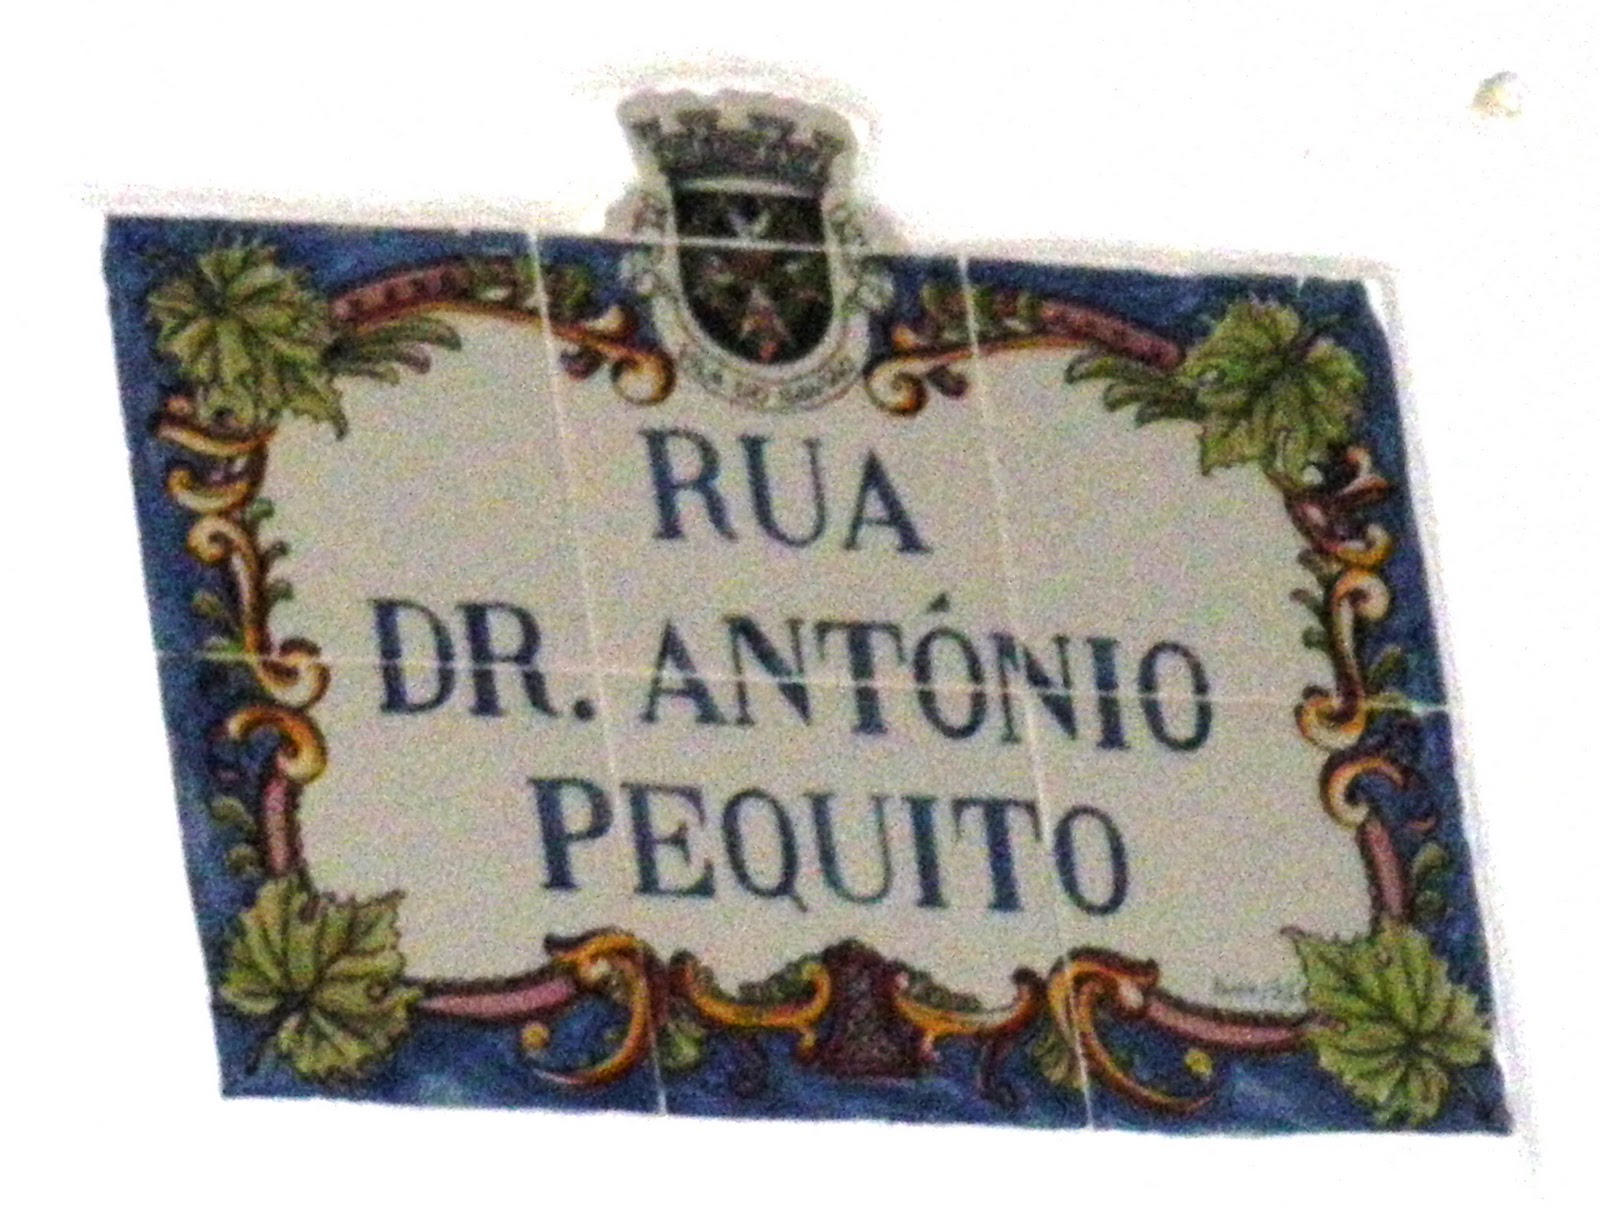 RUA
DR. ANTÓNIO
PEQUITO